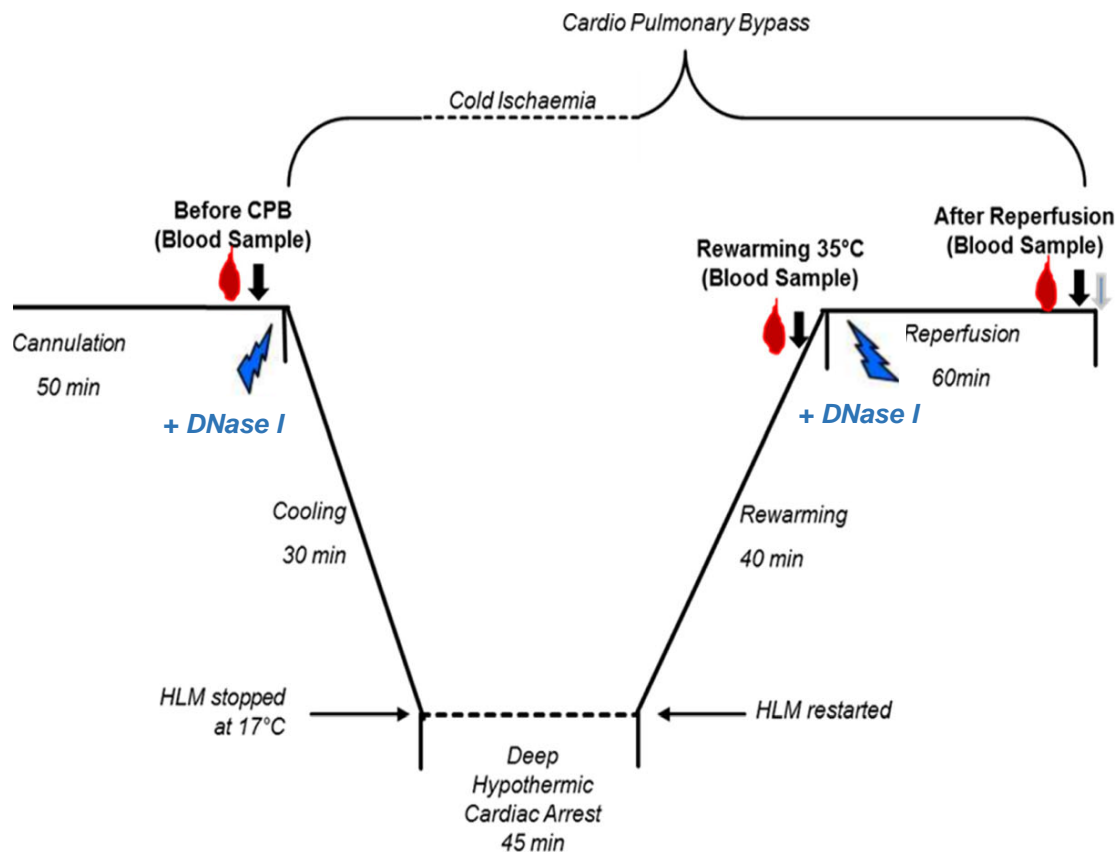 Cardio Pulmonary Bypass
Cold Ischaemia
Before CPB
(Blood Sample)
Rewarming 35°C
(Blood Sample)
After Reperfusion
(Blood Sample)
Cannulation
50 min
+ DNase I
Reperfusion
60min
+ DNase I
Cooling
30 min
Rewarming
40 min
HLM stopped
at 17°C
HLM restarted
Deep
Hypothermic
Cardiac Arrest
45 min